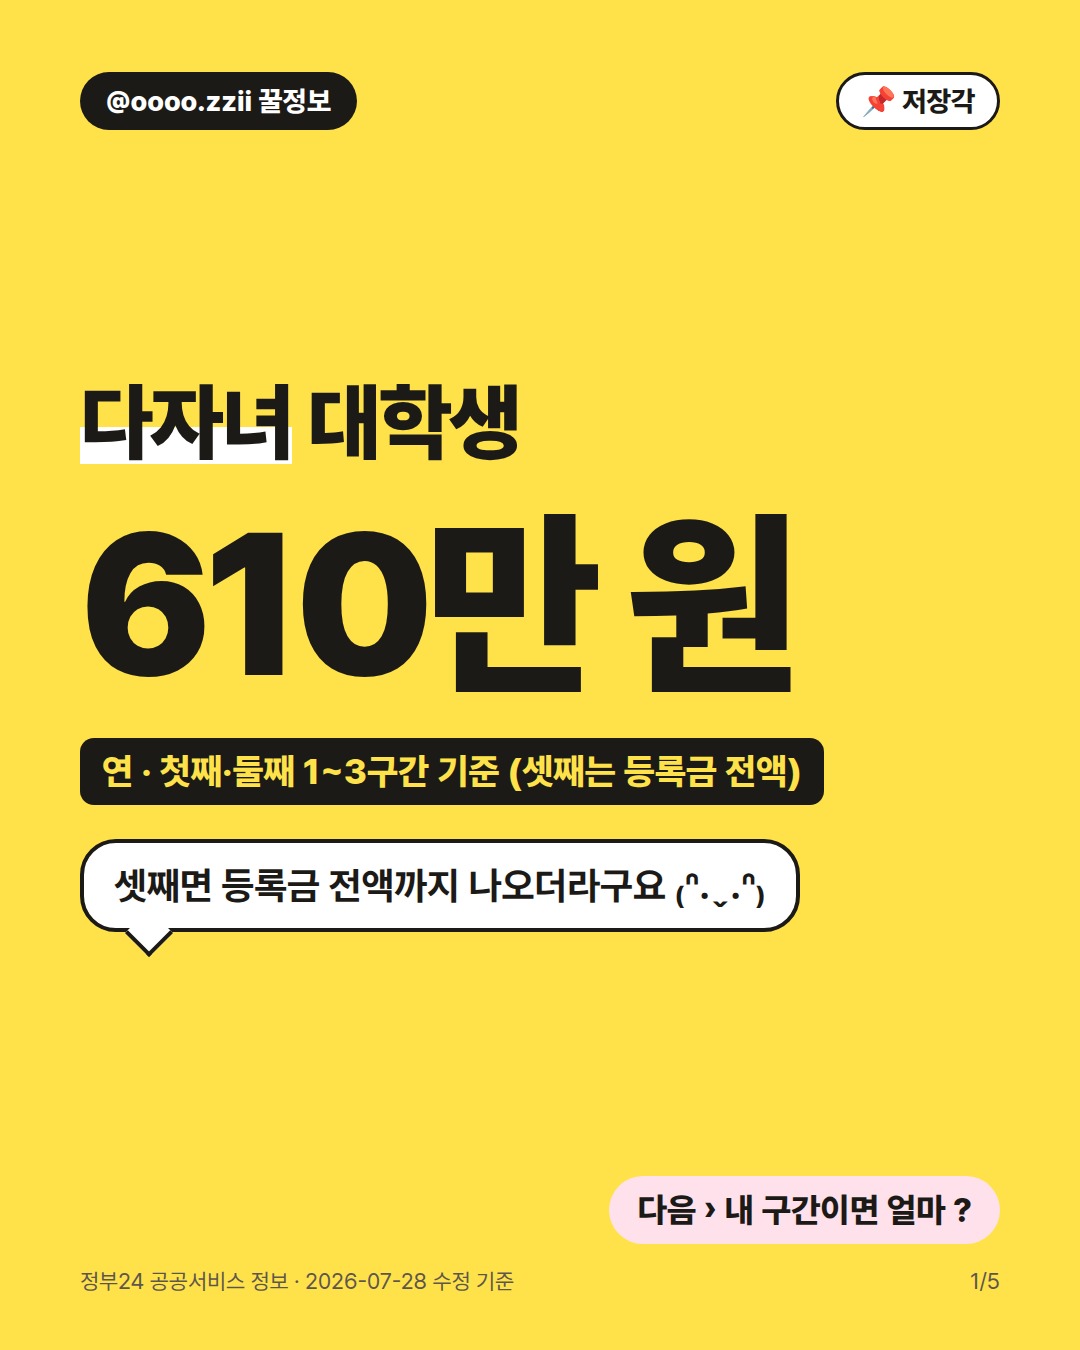 @oooo.zzii 꿀정보
📌 저장각
다자녀 대학생
610만 원
연 · 첫째·둘째 1~3구간 기준 (셋째는 등록금 전액)
셋째면 등록금 전액까지 나오더라구요 (ᐢ. ̮.ᐢ)
다음 › 내 구간이면 얼마 ?
정부24 공공서비스 정보 · 2026-07-28 수정 기준
1/5